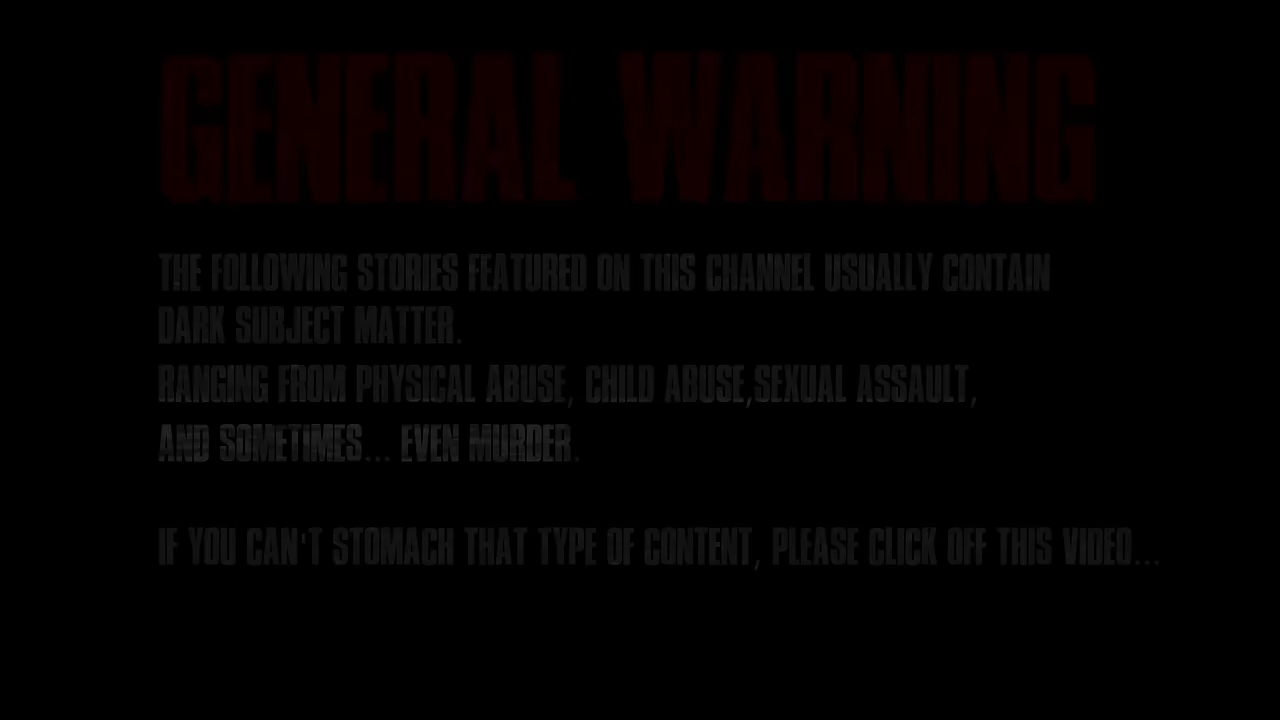 GENERAL WARNING
THE FOLLOWING STORIES FEATURED ON THIS CHANNEL USUALLY CONTAIN
DARK SUBJECT MATTER.
RANGING FROM PHYSICAL ABUSE, CHILD ABUSE,SEXUAL ASSAULT,
AND SOMETIMES... EVEN MURDER.
IF YOU CAN'T STOMACH THAT TYPE OF CONTENT, PLEASE CLICK OFF THIS VIDEO...